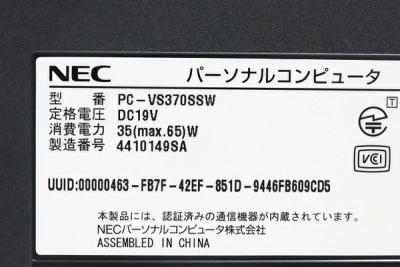 NEC パーソナルコンピュータ
型 番 PC-VS370SSW
定格電圧 DC19V
消費電力 35(max.65)W
製造番号 4410149SA
T
VCI
UUID:00000463-FB7F-42EF-851D-9446FB609CD5
本製品には、認証済みの通信機器が内蔵されています。
NECパーソナルコンピュータ株式会社
ASSEMBLED IN CHINA